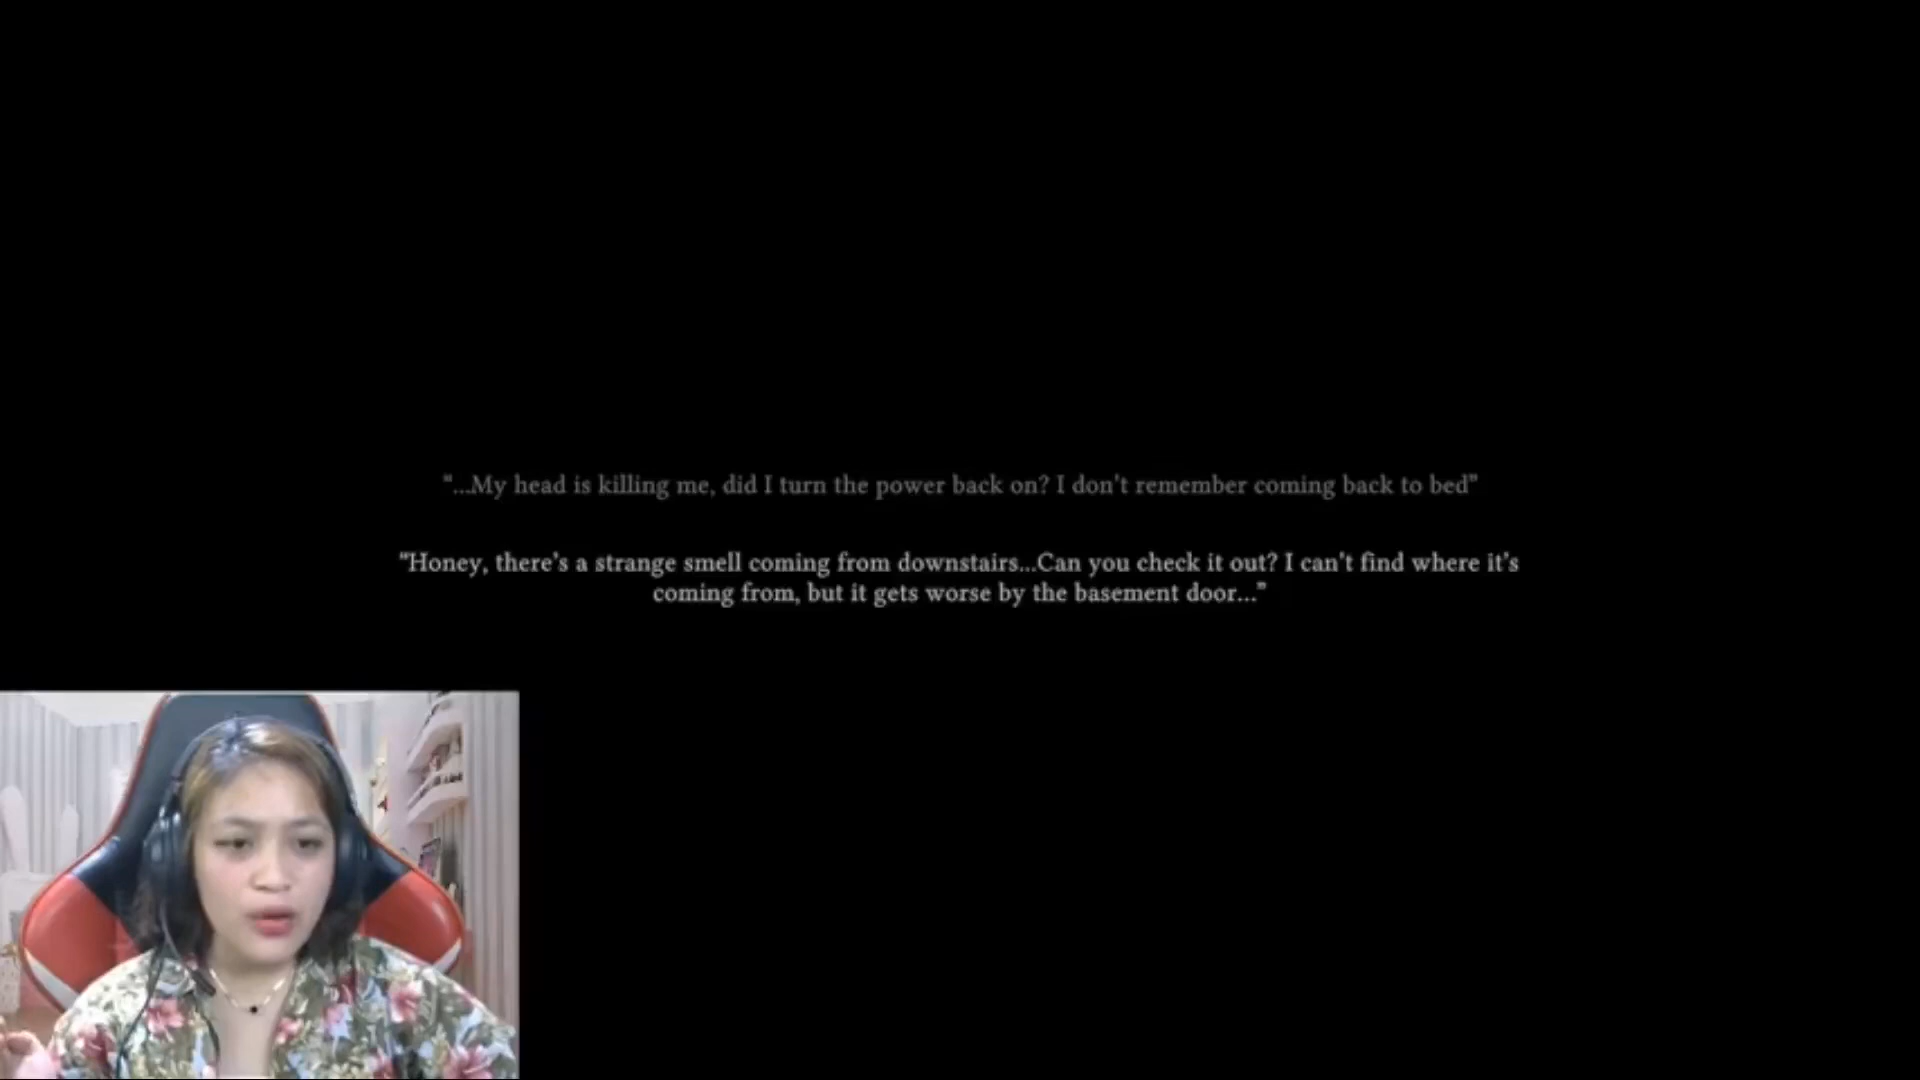 “...My head is killing me, did I turn the power back on? I don't remember coming back to bed”
“Honey, there’s a strange smell coming from downstairs...Can you check it out? I can’t find where it’s
coming from, but it gets worse by the basement door...”